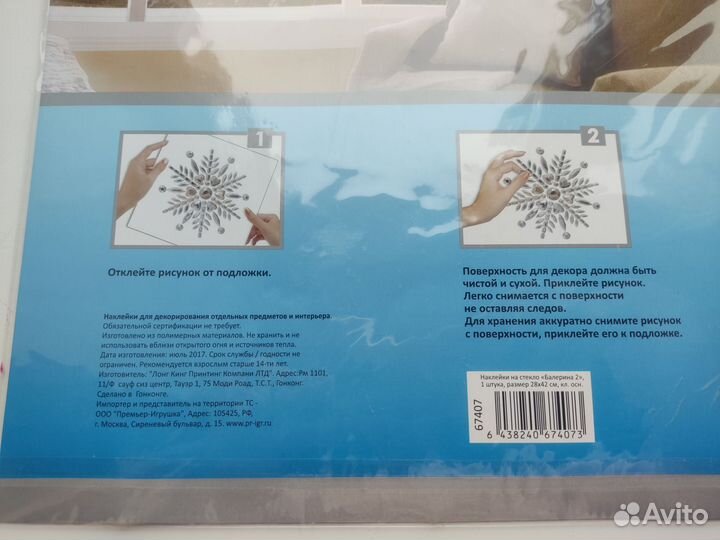 1
2
Отклейте рисунок от подложки.
Поверхность для декора должна быть
чистой и сухой. Приклейте рисунок.
Легко снимается с поверхности
не оставляя следов.
Для хранения аккуратно снимите рисунок
с поверхности, приклейте его к подложке.
Наклейки для декорирования отдельных предметов и интерьера.
Обязательной сертификации не требует.
Изготовлено из полимерных материалов. Не хранить и не
использовать вблизи открытого огня и источников тепла.
Дата изготовления: июль 2017. Срок службы / годности не
ограничен. Рекомендуется взрослым старше 14-ти лет.
Изготовитель: "Лонг Кинг Принтинг Компани ЛТД". Адрес:Рм 1101,
11/Ф сауф сиз центр, Тауэр 1, 75 Моди Роад, Т.С.Т., Гонконг.
Сделано в Гонконге.
Импортер и представитель на территории ТС -
ООО "Премьер-Игрушка", Адрес: 105425, РФ,
г. Москва, Сиреневый бульвар, д. 15. www.pr-igr.ru
Наклейки на стекло «Балерина 2»,
1 штука, размер 28х42 см, кл. осн.
67407
6 438240 674073
Avito